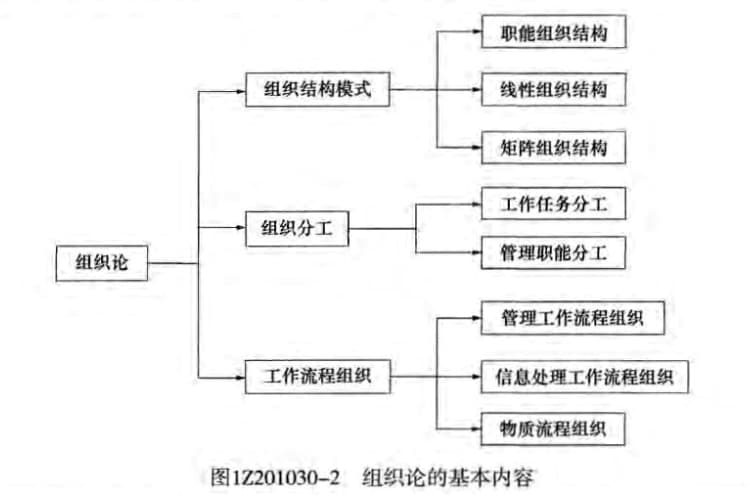 职能组织结构
组织结构模式
线性组织结构
矩阵组织结构
工作任务分工
组织分工
管理职能分工
组织论
管理工作流程组织
工作流程组织
信息处理工作流程组织
物质流程组织
图1Z201030-2 组织论的基本内容